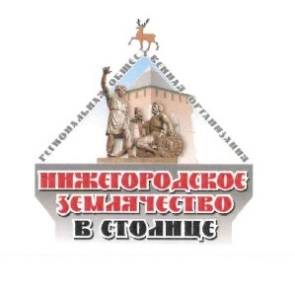 РЕГИОНАЛЬНАЯ ОБЩЕСТВЕННАЯ ОРГАНИЗАЦИЯ
НИЖЕГОРОДСКОЕ
ЗЕМЛЯЧЕСТВО
В СТОЛИЦЕ